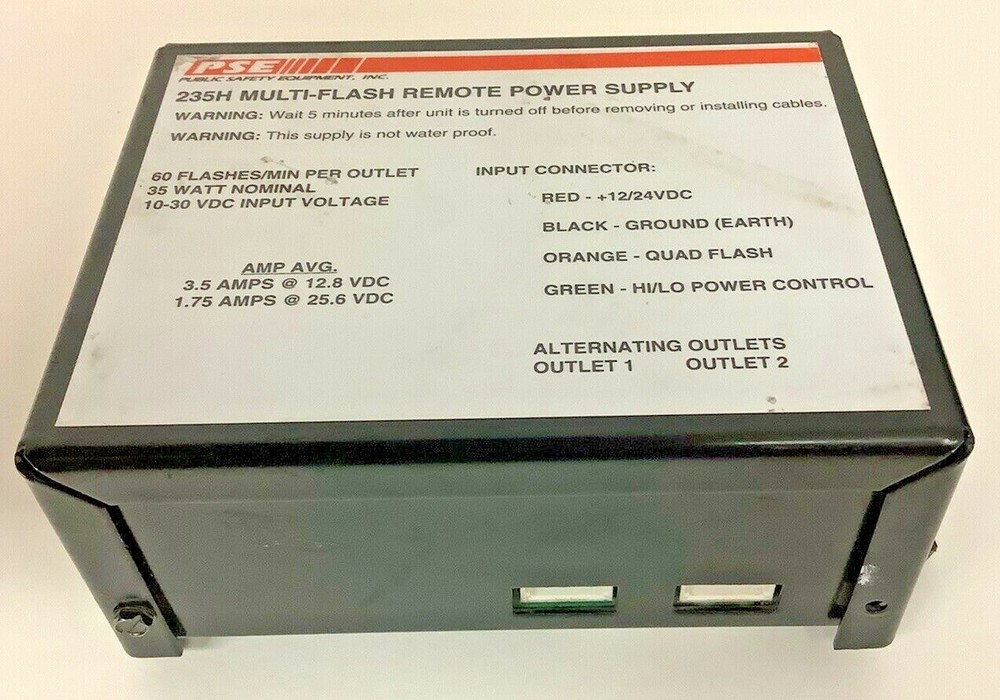 PSE
PUBLIC SAFETY EQUIPMENT, INC.
235H MULTI-FLASH REMOTE POWER SUPPLY
WARNING: Wait 5 minutes after unit is turned off before removing or installing cables.
WARNING: This supply is not water proof.
60 FLASHES/MIN PER OUTLET
35 WATT NOMINAL
10-30 VDC INPUT VOLTAGE
AMP AVG.
3.5 AMPS @ 12.8 VDC
1.75 AMPS @ 25.6 VDC
INPUT CONNECTOR:
RED - +12/24VDC
BLACK - GROUND (EARTH)
ORANGE - QUAD FLASH
GREEN - HI/LO POWER CONTROL
ALTERNATING OUTLETS
OUTLET 1 OUTLET 2